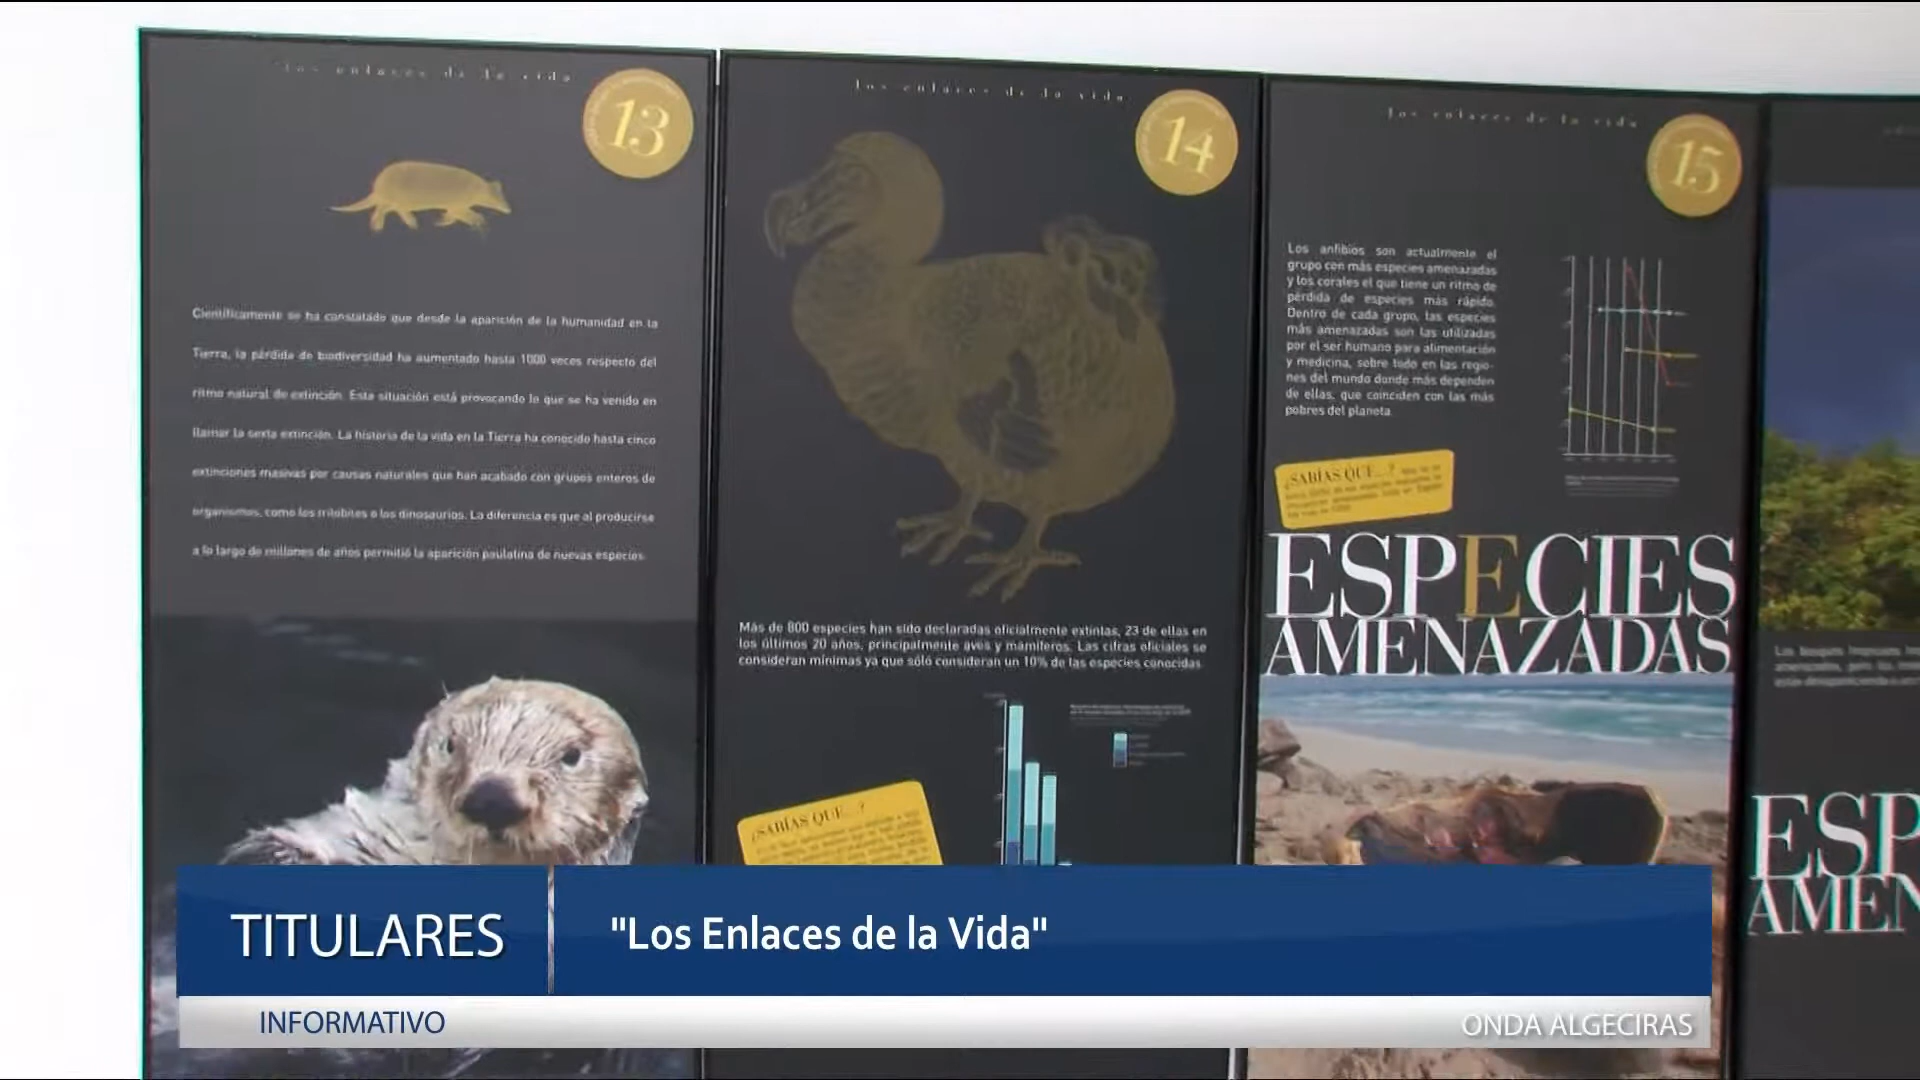 los enlaces de la vida
13
Científicamente se ha constatado que desde la aparición de la humanidad en la
Tierra, la pérdida de biodiversidad ha aumentado hasta 1000 veces respecto del
ritmo natural de extinción. Esta situación está provocando lo que se ha venido en
llamar la sexta extinción. La historia de la vida en la Tierra ha conocido hasta cinco
extinciones masivas por causas naturales que han acabado con grupos enteros de
organismos, como los trilobites o los dinosaurios. La diferencia es que al producirse
a lo largo de millones de años permitió la aparición paulatina de nuevas especies.
los enlaces de la vida
14
Más de 800 especies han sido declaradas oficialmente extintas, 23 de ellas en
los últimos 20 años, principalmente aves y mamíferos. Las cifras oficiales se
consideran mínimas ya que sólo consideran un 10% de las especies conocidas
¿SABÍAS QUE...?
los enlaces de la vida
15
Los anfibios son actualmente el
grupo con más especies amenazadas
y los corales el que tiene un ritmo de
pérdida de especies más rápido.
Dentro de cada grupo, las especies
más amenazadas son las utilizadas
por el ser humano para alimentación
y medicina, sobre todo en las regio-
nes del mundo donde más dependen
de ellas, que coinciden con las más
pobres del planeta.
¿SABÍAS QUE...?
ESPECIES
AMENAZADAS
ESP
AMEN
TITULARES
"Los Enlaces de la Vida"
INFORMATIVO
ONDA ALGECIRAS